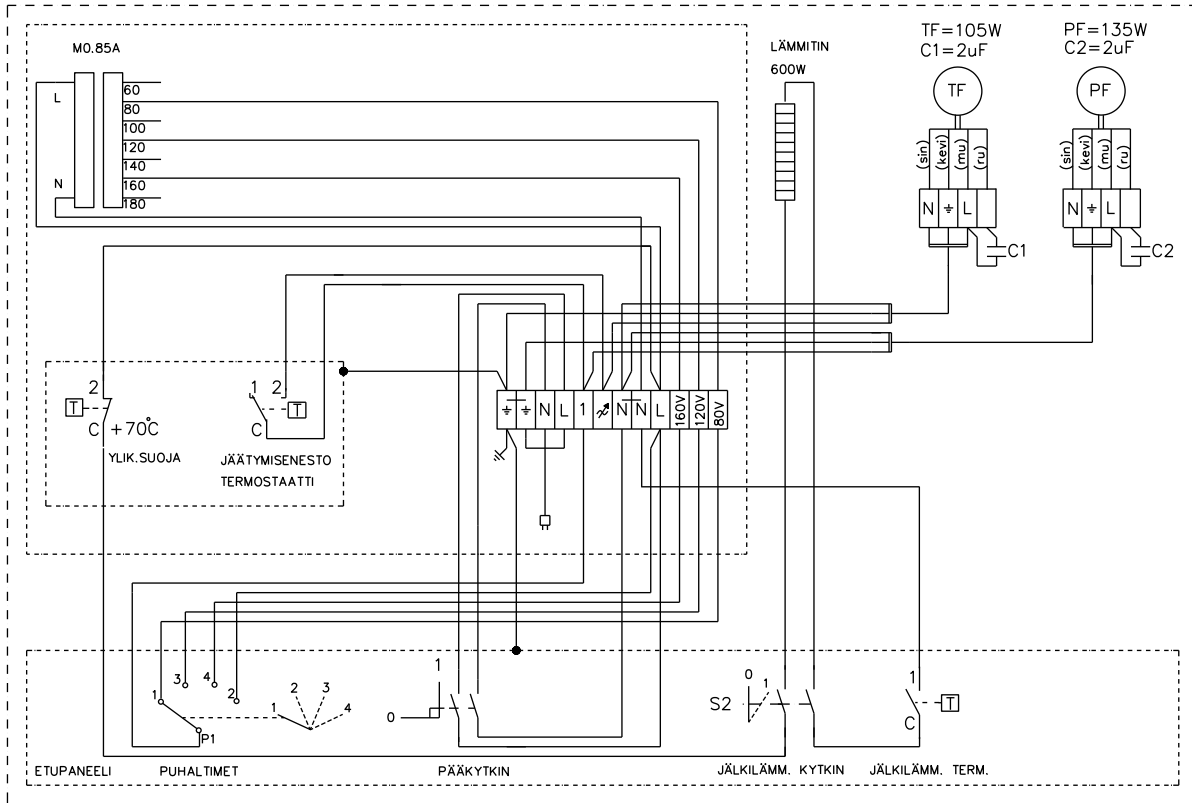 M0.85A
L
N
60
80
100
120
140
160
180
LÄMMITIN
600W
TF=105W
C1=2uF
TF
(sin)
(kevi)
(mu)
(ru)
N ⏚ L
C1
PF=135W
C2=2uF
PF
(sin)
(kevi)
(mu)
(ru)
N ⏚ L
C2
2
T
C +70°C
YLIK.SUOJA
1 2
T
C
JÄÄTYMISENESTO
TERMOSTAATTI
⏚ ⏚ N L 1 N N L 160V 120V 80V
1
3
4
2
P1
1
2
3
4
1
0
S2
0
1
1
C
T
ETUPANEELI
PUHALTIMET
PÄÄKYTKIN
JÄLKILÄMM. KYTKIN
JÄLKILÄMM. TERM.